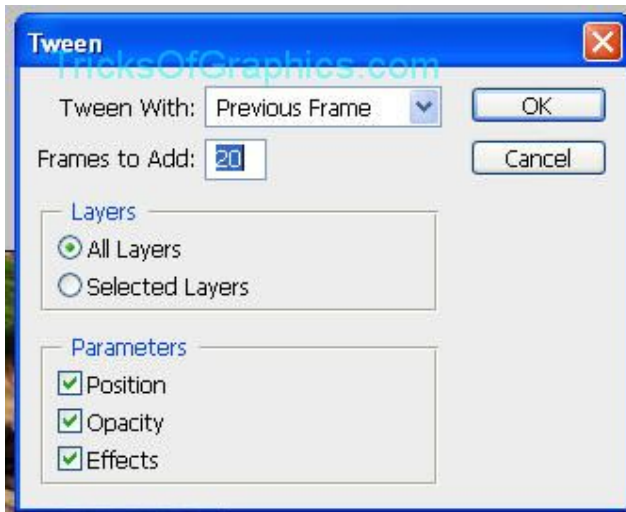 Tween
TricksOfGraphics.com
Tween With: Previous Frame OK
Frames to Add: 20 Cancel
Layers
All Layers
Selected Layers
Parameters
Position
Opacity
Effects